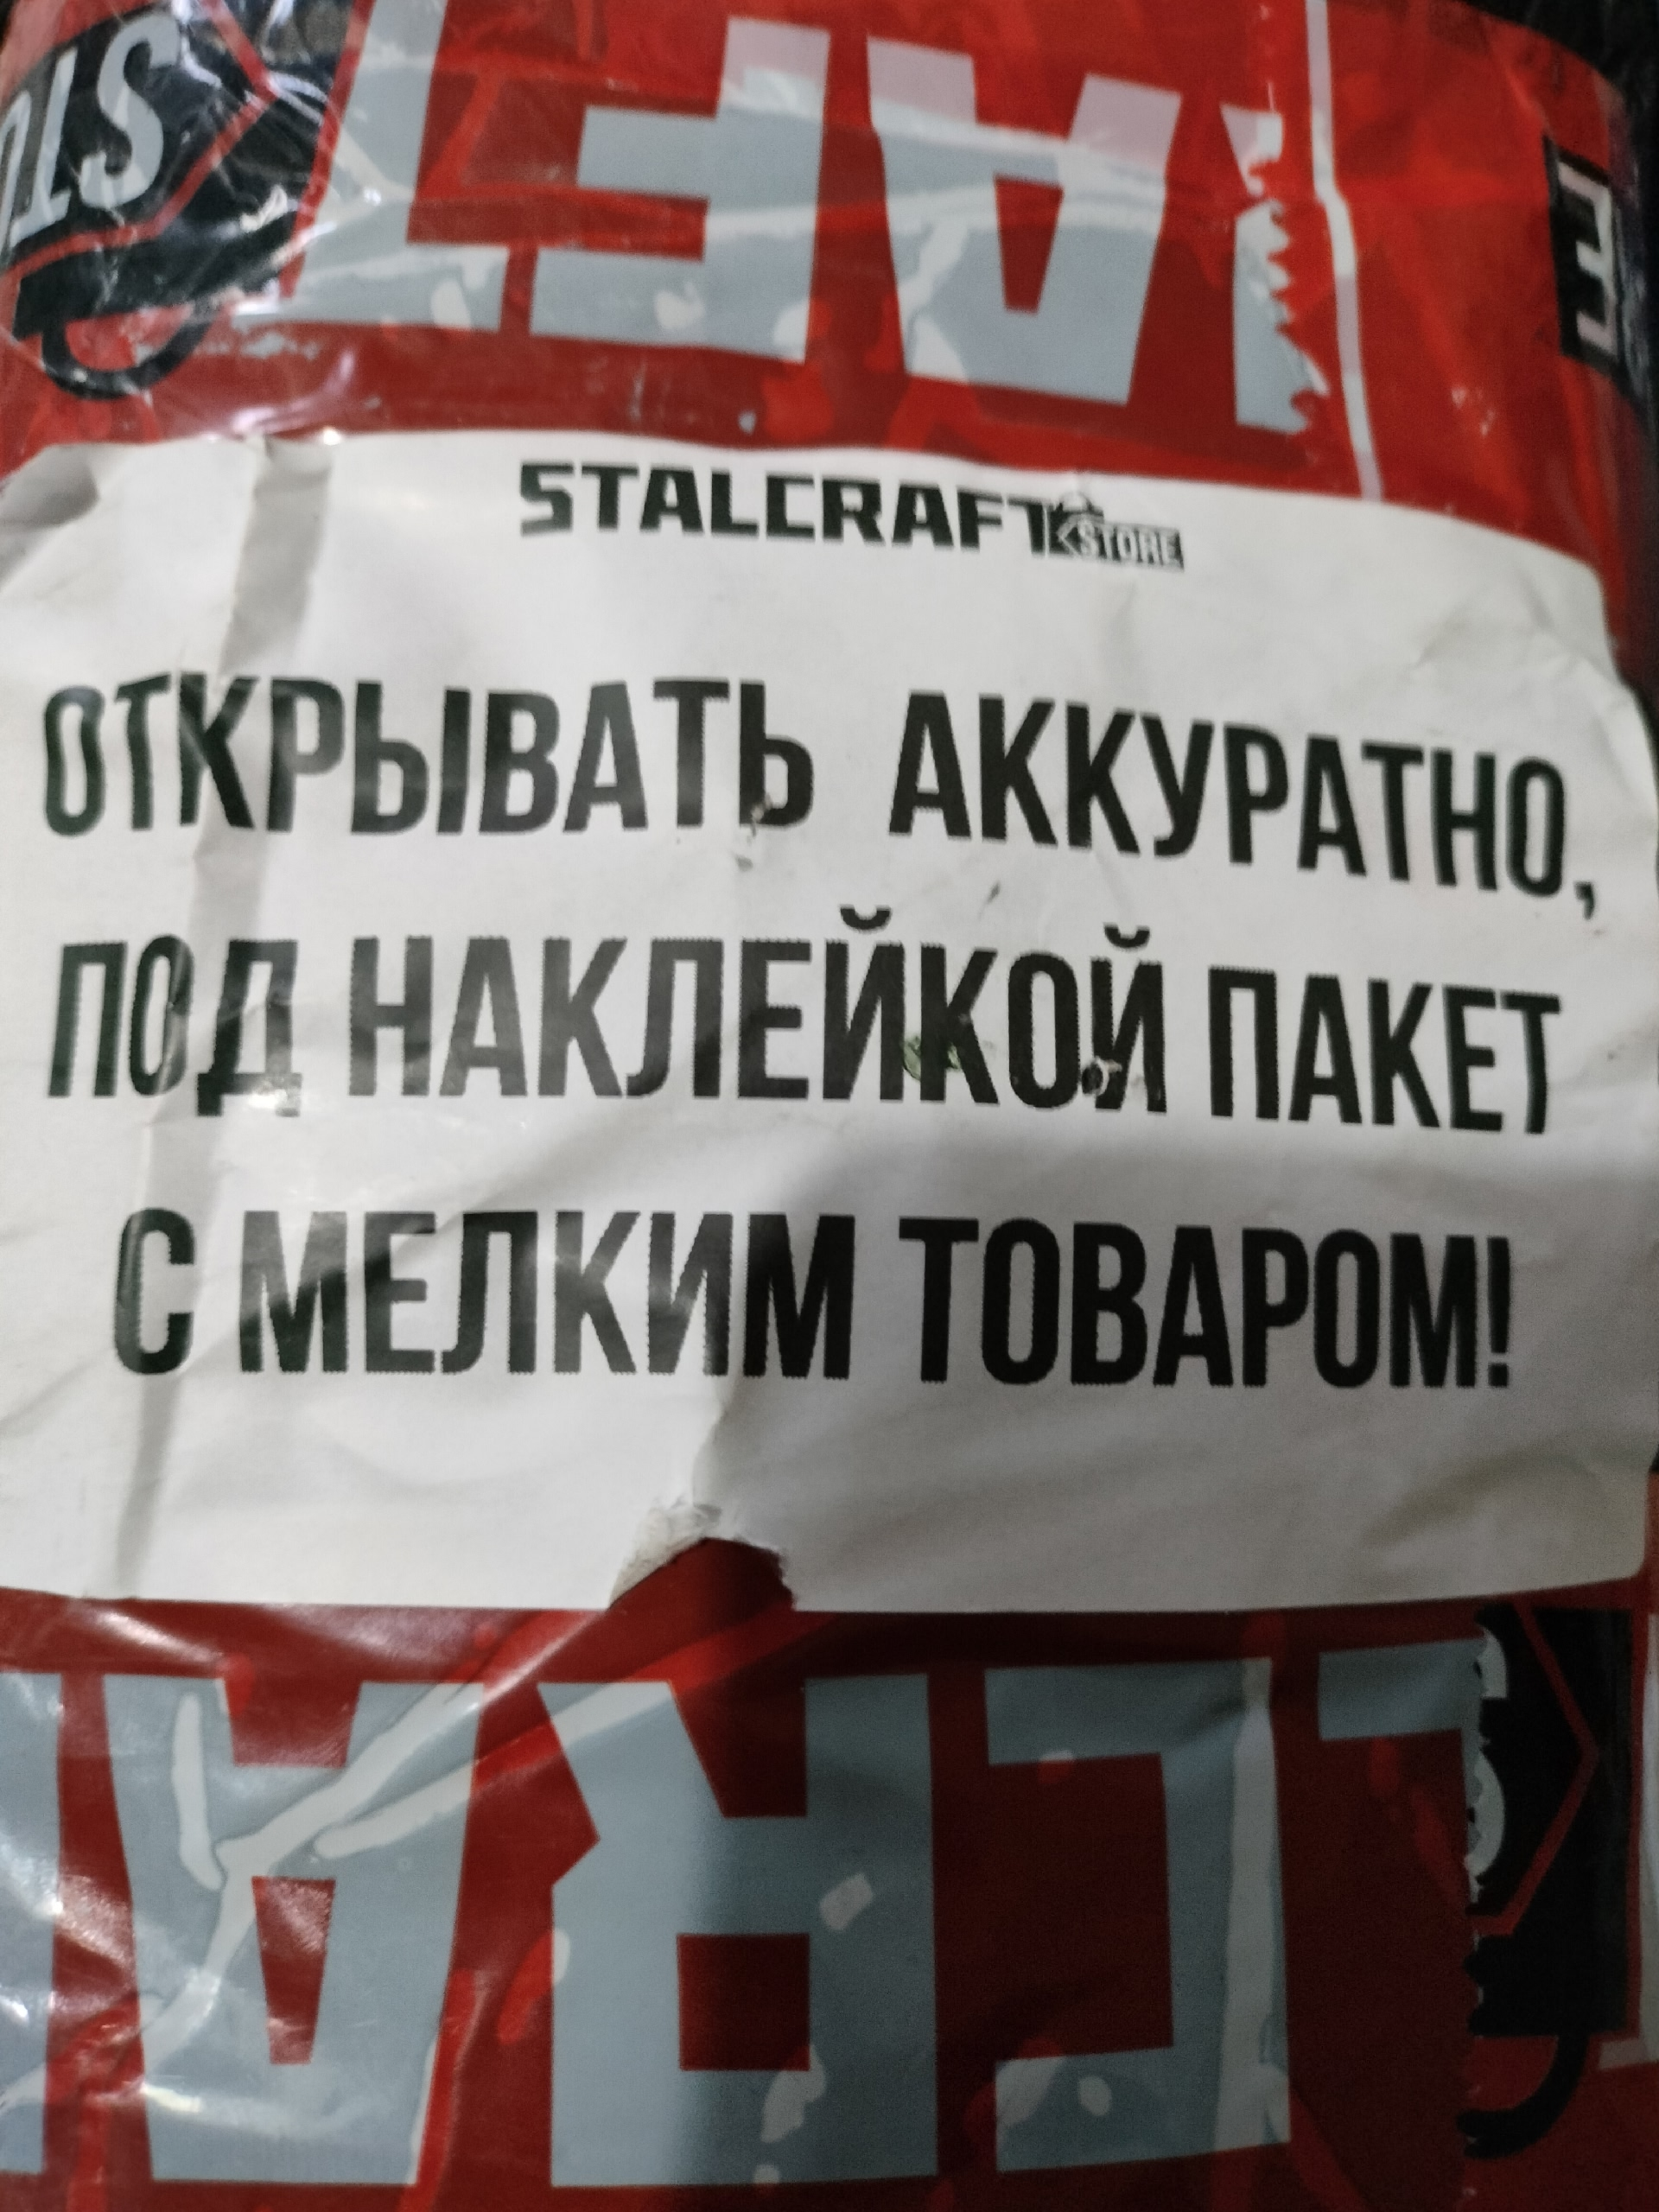 STALCRAFT STORE
ОТКРЫВАТЬ АККУРАТНО,
ПОД НАКЛЕЙКОЙ ПАКЕТ
С МЕЛКИМ ТОВАРОМ!